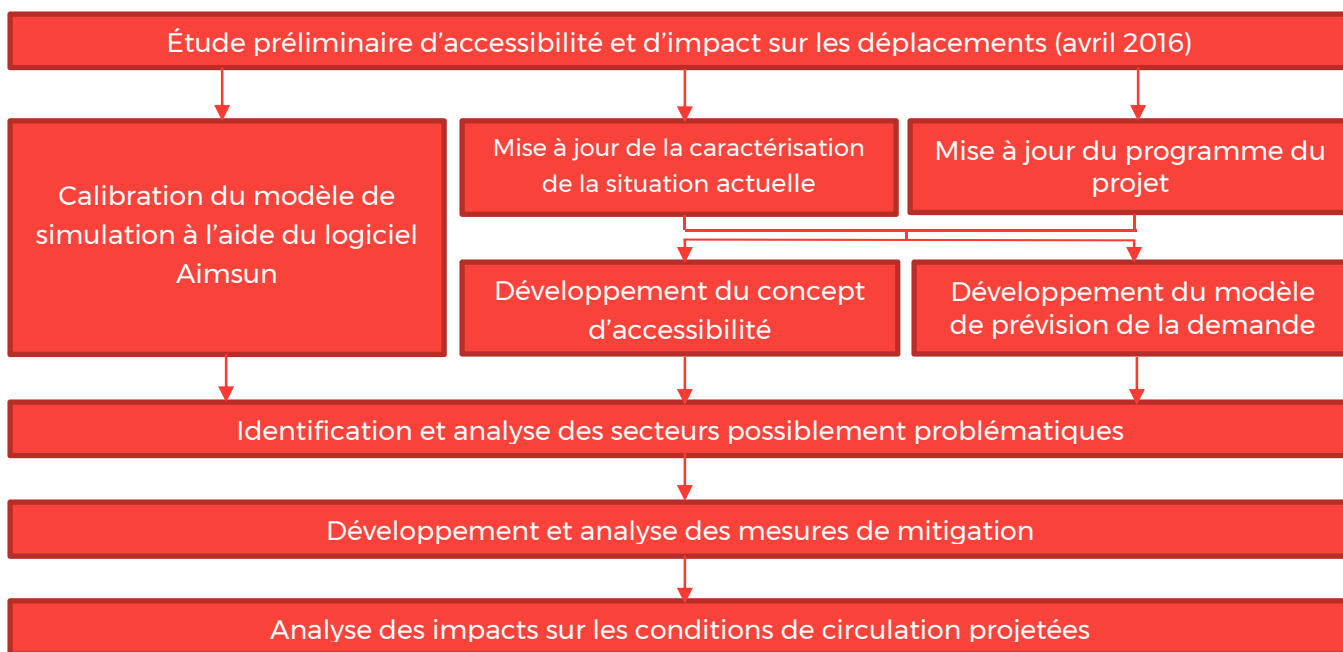 Étude préliminaire d’accessibilité et d’impact sur les déplacements (avril 2016)
Calibration du modèle de
simulation à l’aide du logiciel
Aimsun
Mise à jour de la caractérisation
de la situation actuelle
Mise à jour du programme du
projet
Développement du concept
d’accessibilité
Développement du modèle
de prévision de la demande
Identification et analyse des secteurs possiblement problématiques
Développement et analyse des mesures de mitigation
Analyse des impacts sur les conditions de circulation projetées